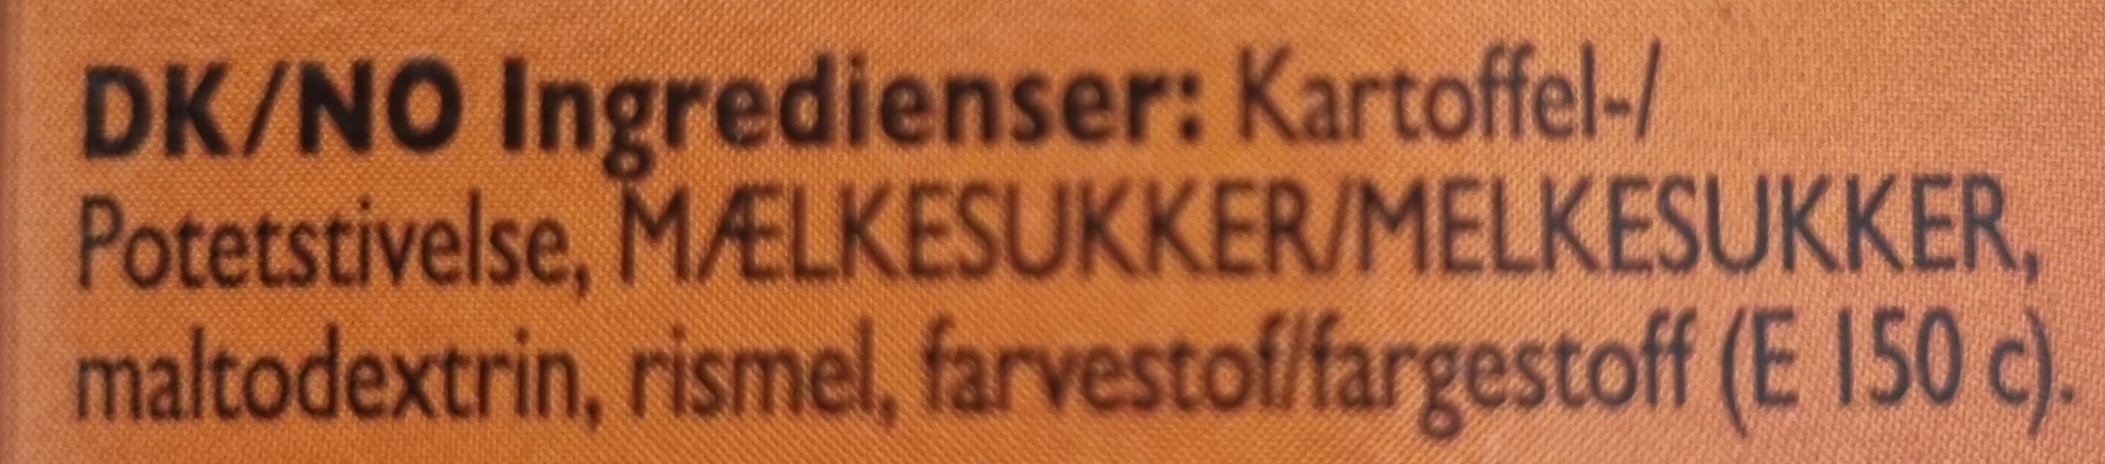 DK/NO Ingredienser: Kartoffel-/
Potetstivelse, MÆLKESUKKER/MELKESUKKER,
maltodextrin, rismel, farvestof/fargestoff (E 150 c).